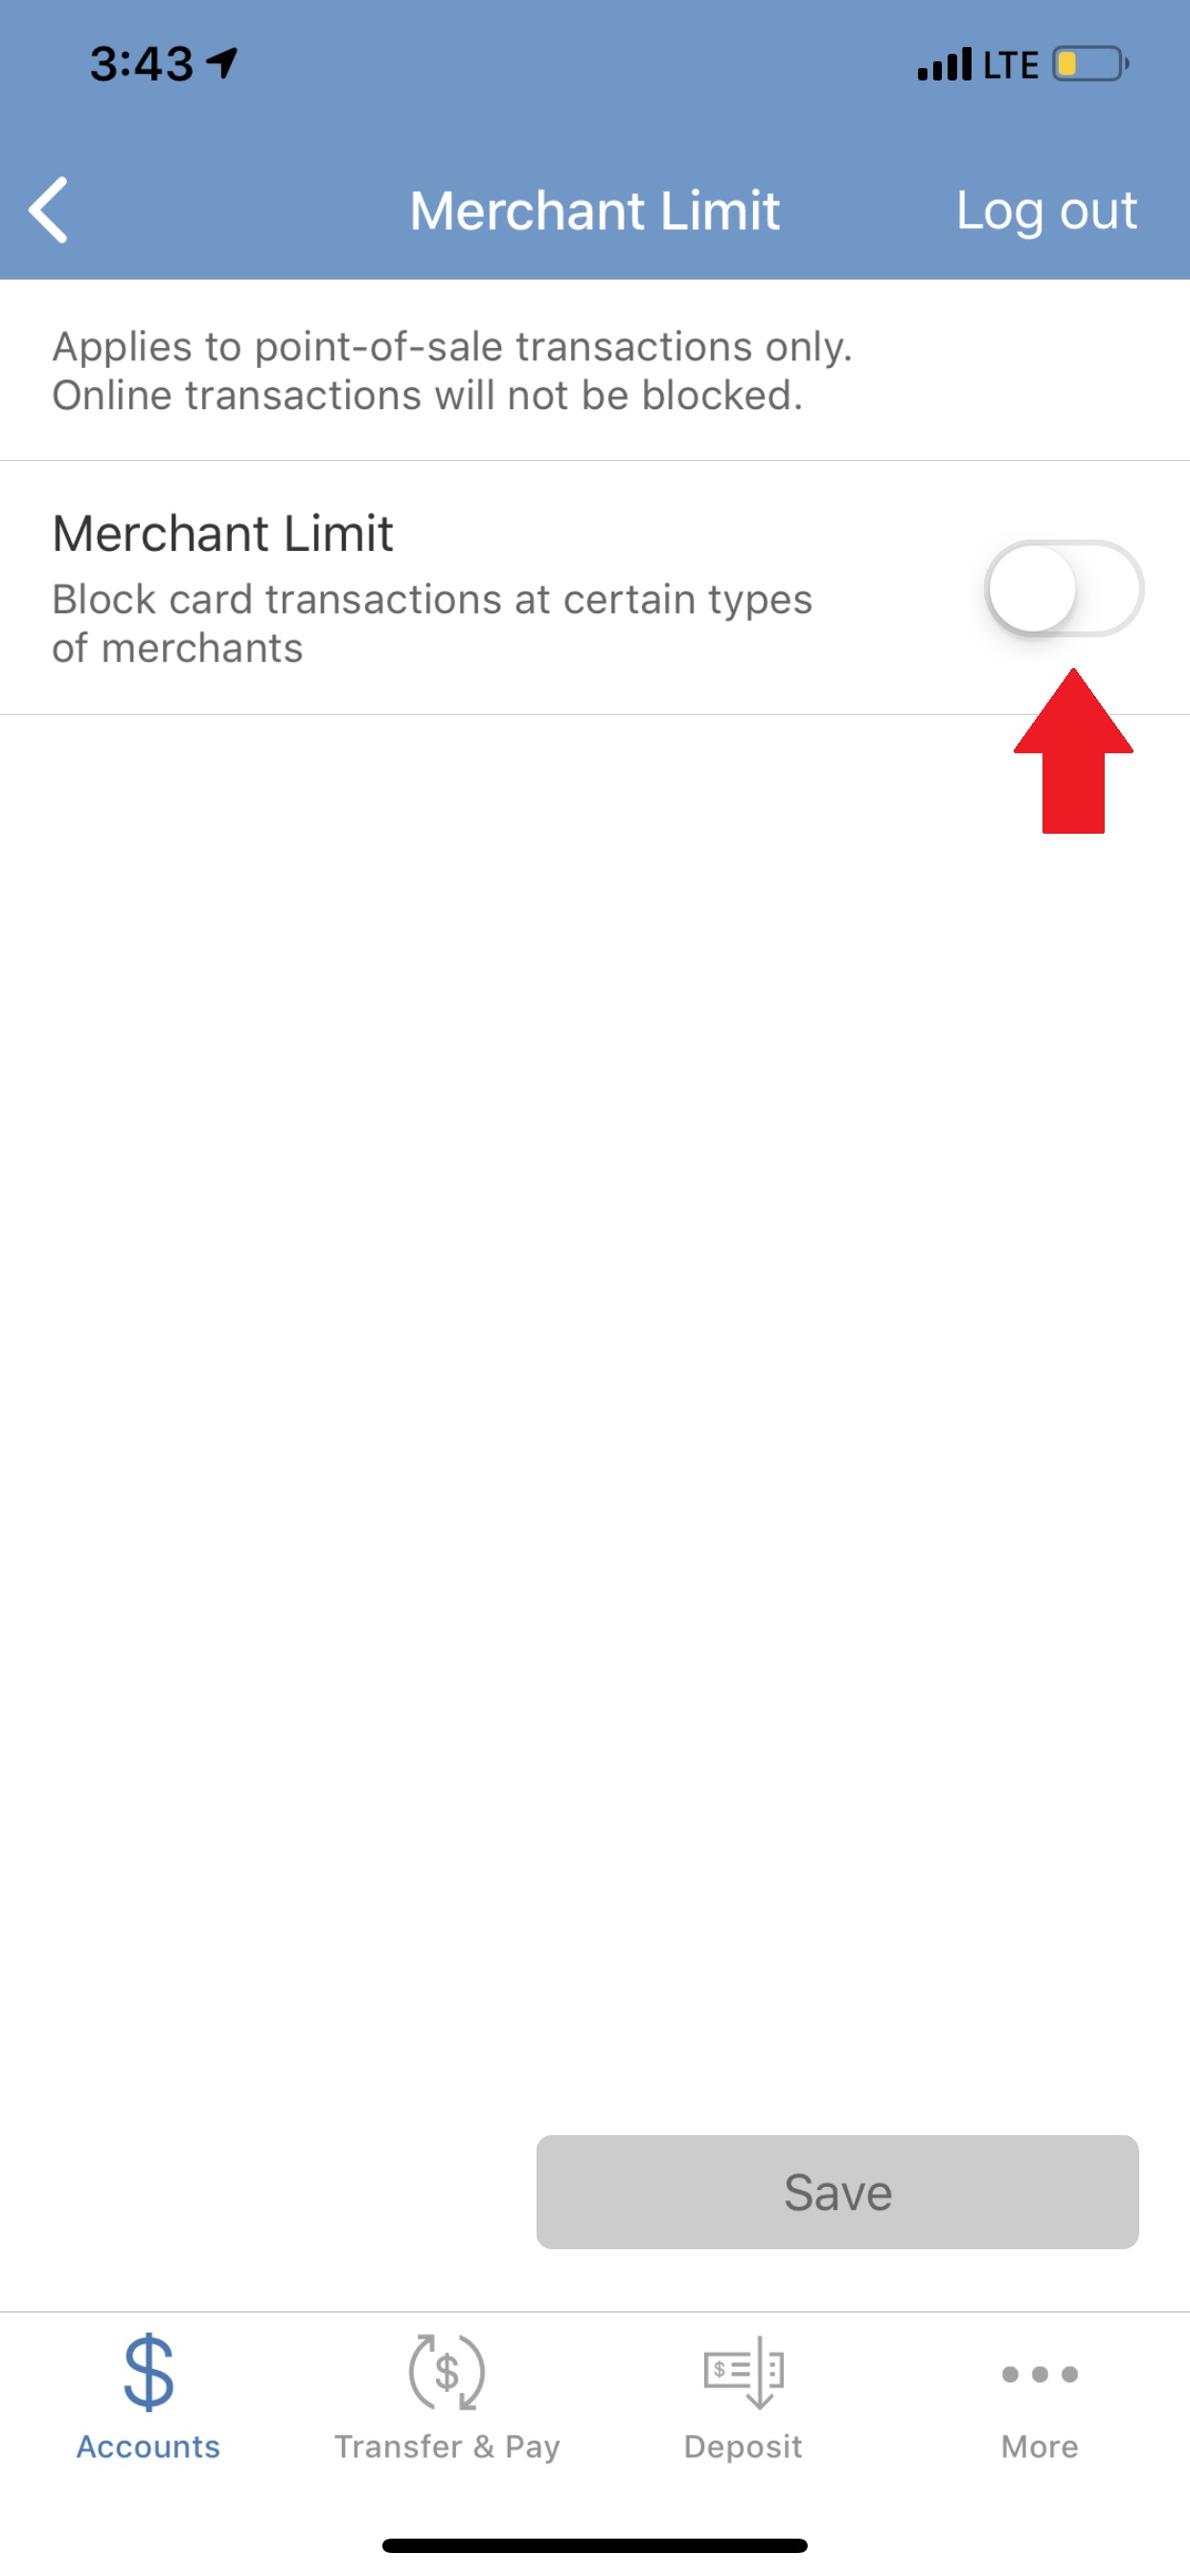 3:43
LTE
Merchant Limit
Log out
Applies to point-of-sale transactions only.
Online transactions will not be blocked.
Merchant Limit
Block card transactions at certain types
of merchants
Save
$
$
$
Accounts
Transfer & Pay
Deposit
More